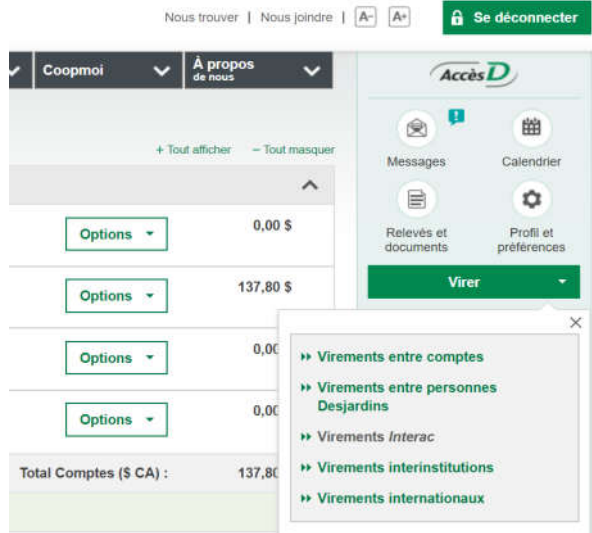 Nous trouver | Nous joindre | A- A+ Se déconnecter
Coopmoi
À propos
de nous
AccèsD
Messages
Calendrier
Relevés et
documents
Profil et
préférences
Virer
+ Tout afficher – Tout masquer
Options 0,00 $
Options 137,80 $
Options 0,00
Options 0,00
Total Comptes ($ CA) : 137,80
Virements entre comptes
Virements entre personnes
Desjardins
Virements Interac
Virements interinstitutions
Virements internationaux